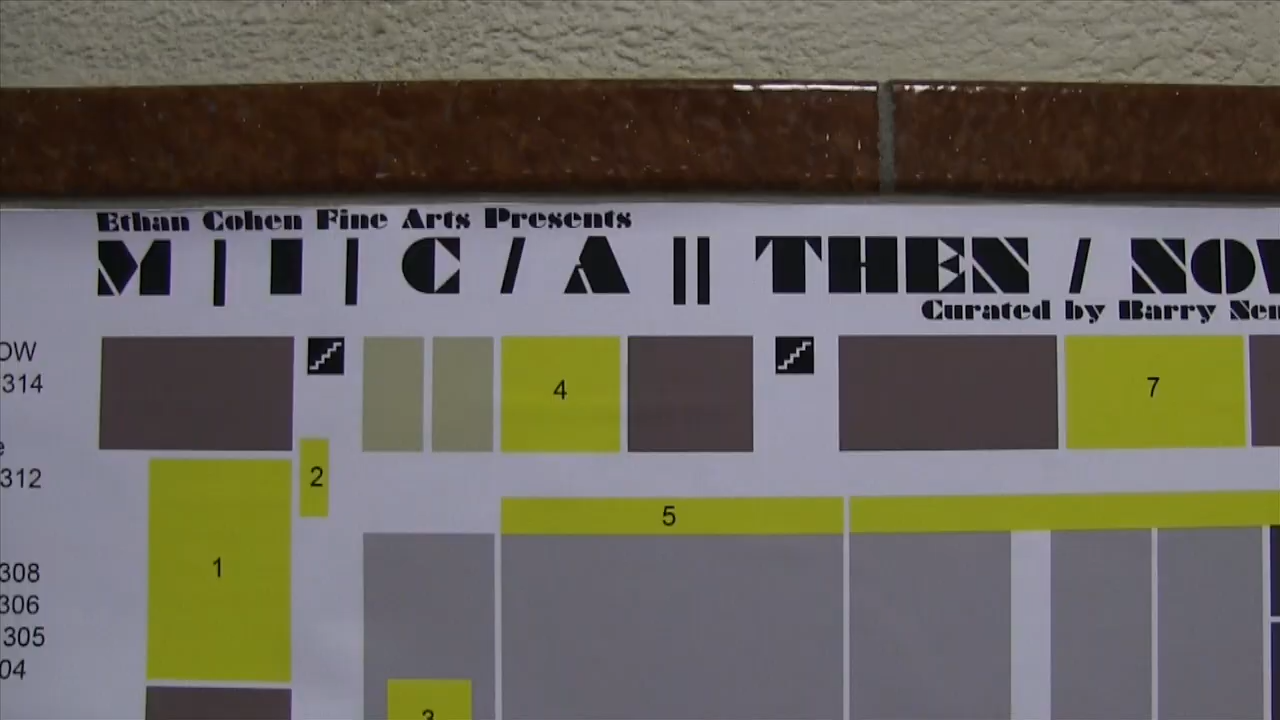 Ethan Cohen Fine Arts Presents
M | I | C / A || THEN / NOW
Curated by Barry
OW
314
4
7
e
312
2
5
1
308
306
305
04
3